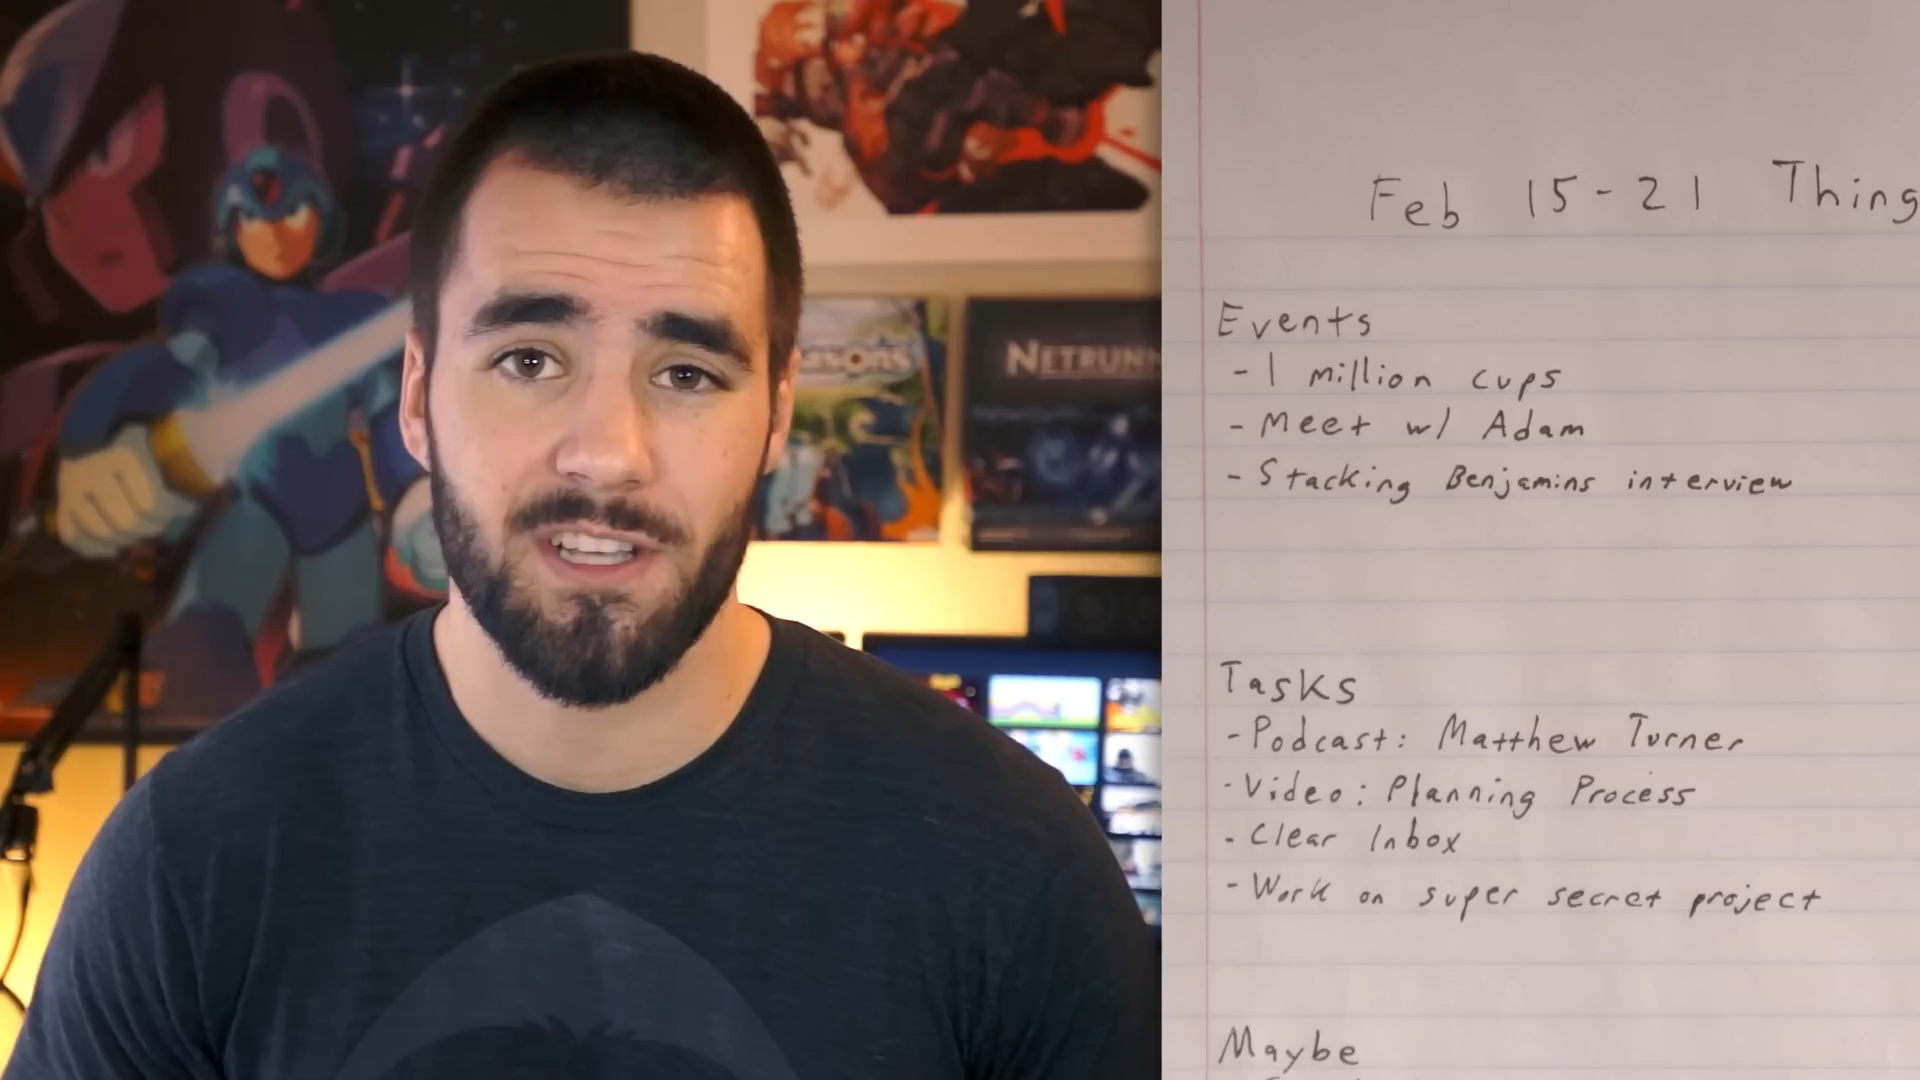 asons
NETRUNN
Feb 15-21 Thing
Events
- 1 million cups
- Meet w/ Adam
- Stacking Benjamins interview
Tasks
- Podcast: Matthew Turner
- Video: Planning Process
- Clear Inbox
- Work on super secret project
Maybe